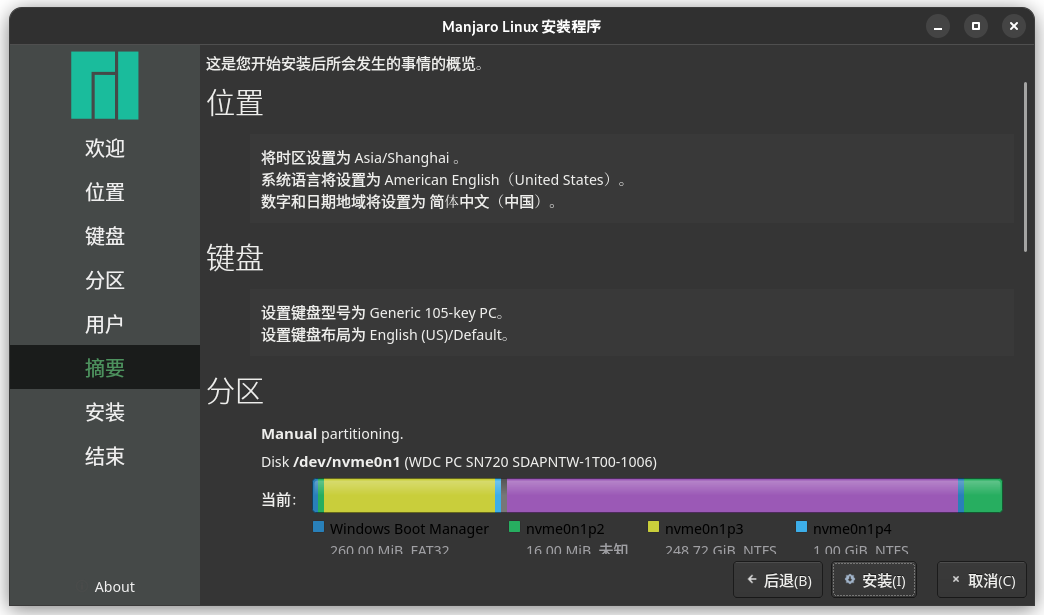 Manjaro Linux 安装程序
欢迎
位置
键盘
分区
用户
摘要
安装
结束
About
这是您开始安装后所会发生的事情的概览。
位置
将时区设置为 Asia/Shanghai 。
系统语言将设置为 American English（United States）。
数字和日期地域将设置为 简体中文（中国）。
键盘
设置键盘型号为 Generic 105-key PC。
设置键盘布局为 English (US)/Default。
分区
Manual partitioning.
Disk /dev/nvme0n1 (WDC PC SN720 SDAPNTW-1T00-1006)
当前:
Windows Boot Manager nvme0n1p2 nvme0n1p3 nvme0n1p4
260.00 MiB FAT32 16.00 MiB 未知 248.72 GiB NTFS 1.00 GiB NTFS
后退(B) 安装(I) 取消(C)